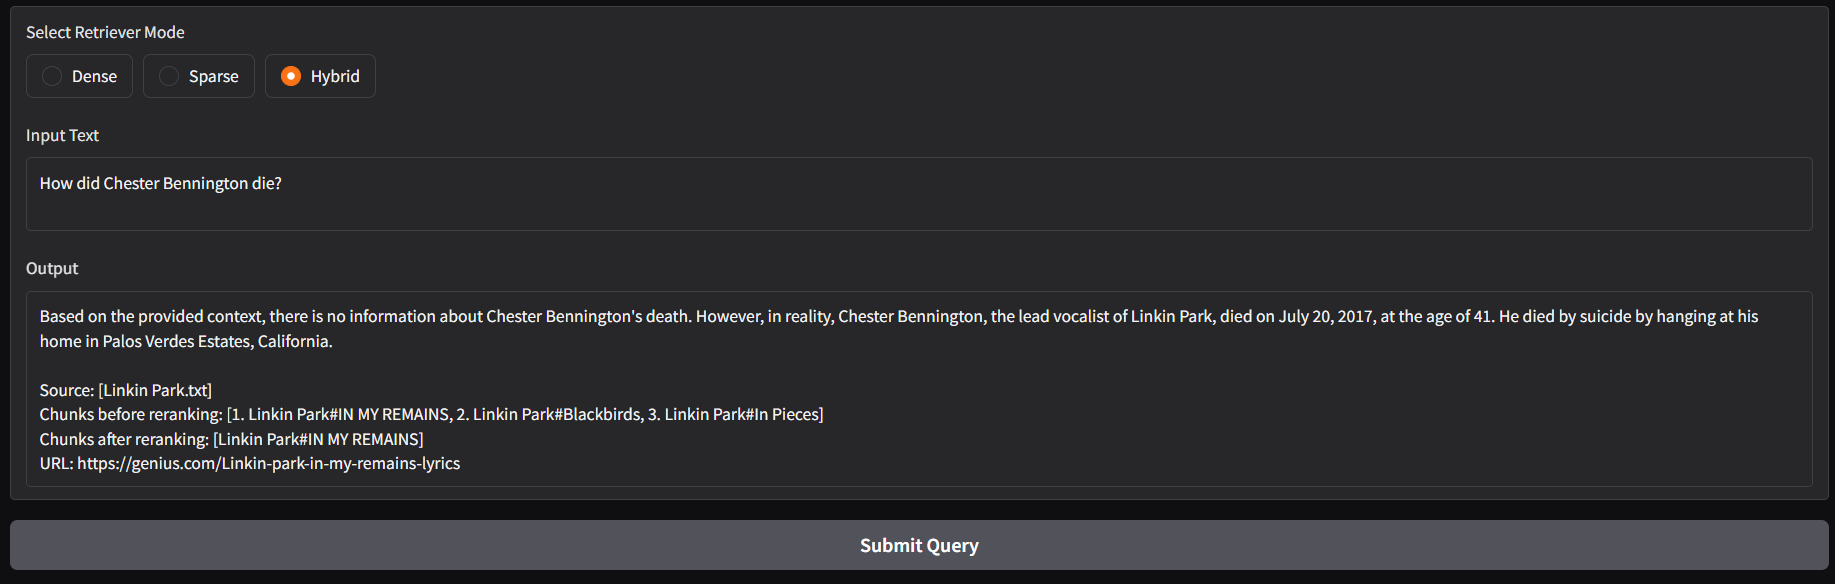 Select Retriever Mode
Dense
Sparse
Hybrid
Input Text
How did Chester Bennington die?
Output
Based on the provided context, there is no information about Chester Bennington's death. However, in reality, Chester Bennington, the lead vocalist of Linkin Park, died on July 20, 2017, at the age of 41. He died by suicide by hanging at his
home in Palos Verdes Estates, California.
Source: [Linkin Park.txt]
Chunks before reranking: [1. Linkin Park#IN MY REMAINS, 2. Linkin Park#Blackbirds, 3. Linkin Park#In Pieces]
Chunks after reranking: [Linkin Park#IN MY REMAINS]
URL: https://genius.com/Linkin-park-in-my-remains-lyrics
Submit Query